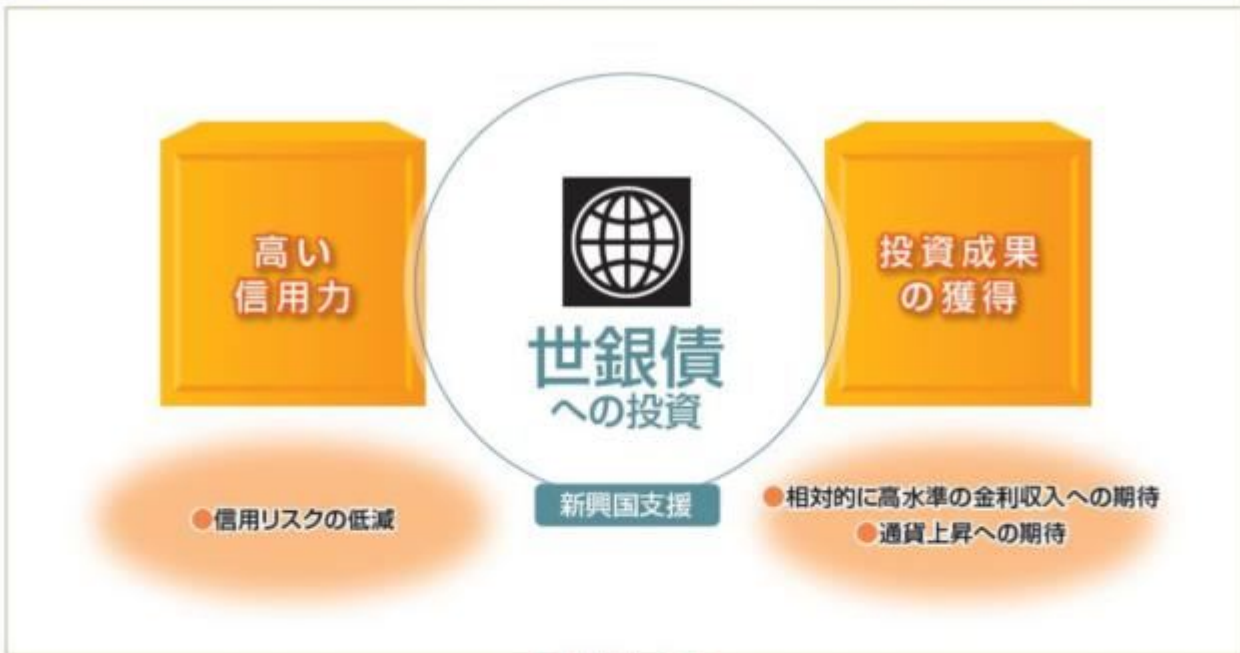 高い
信用力
世銀債
への投資
投資成果
の獲得
新興国支援
●信用リスクの低減
●相対的に高水準の金利収入への期待
●通貨上昇への期待